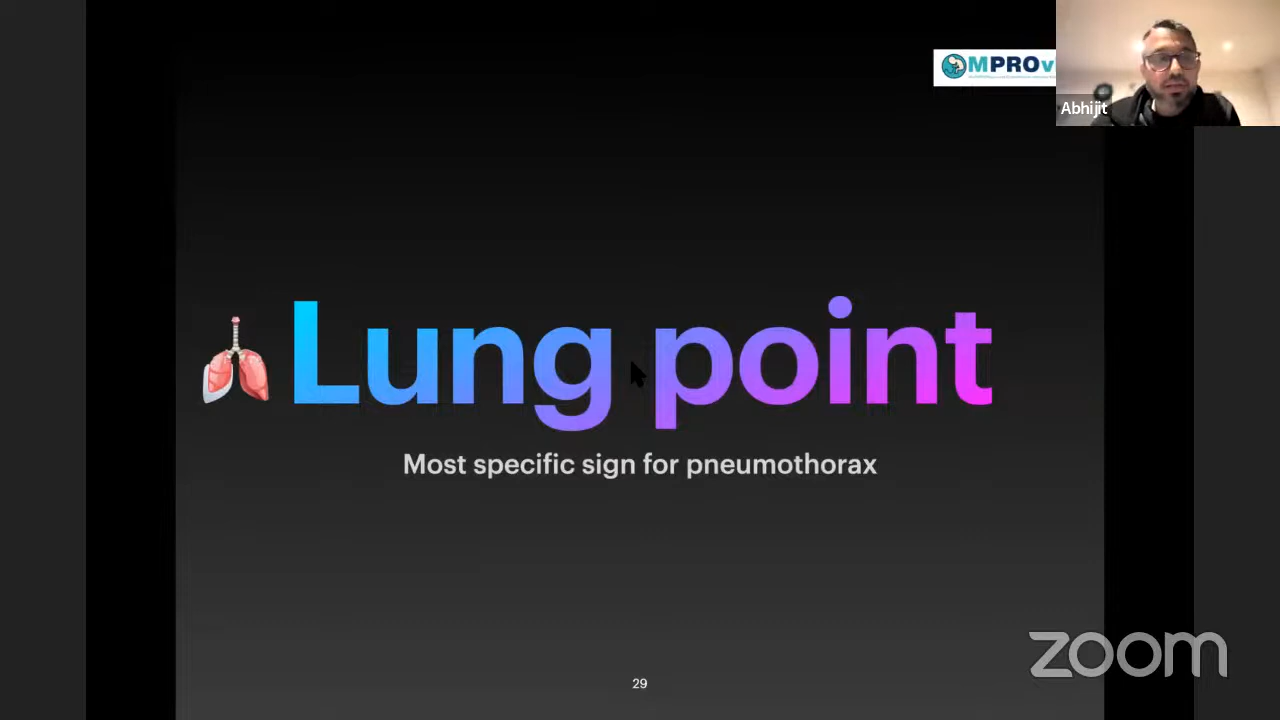 MPROv
Abhijit
Lung point
Most specific sign for pneumothorax
zoom
29